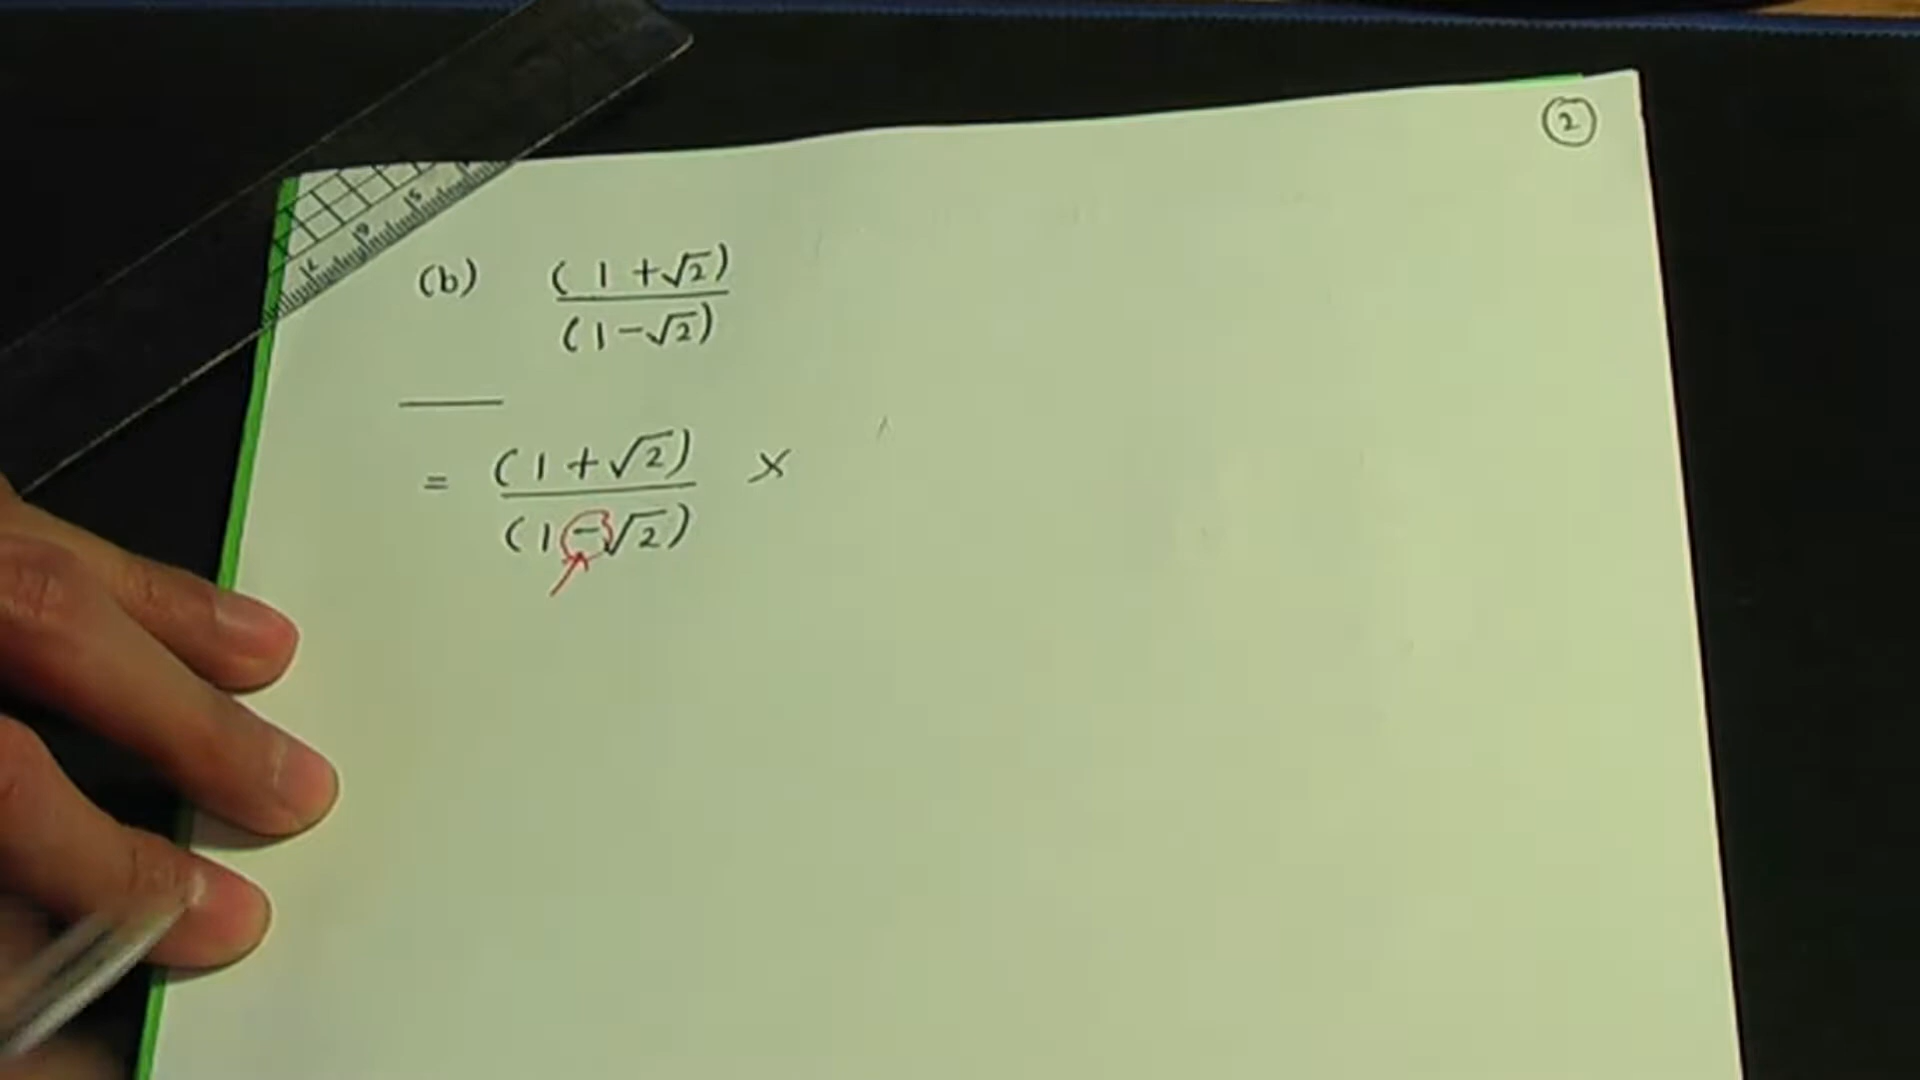 2
(b) (1+√2)
(1-√2)
= (1+√2) ×
(1-√2)